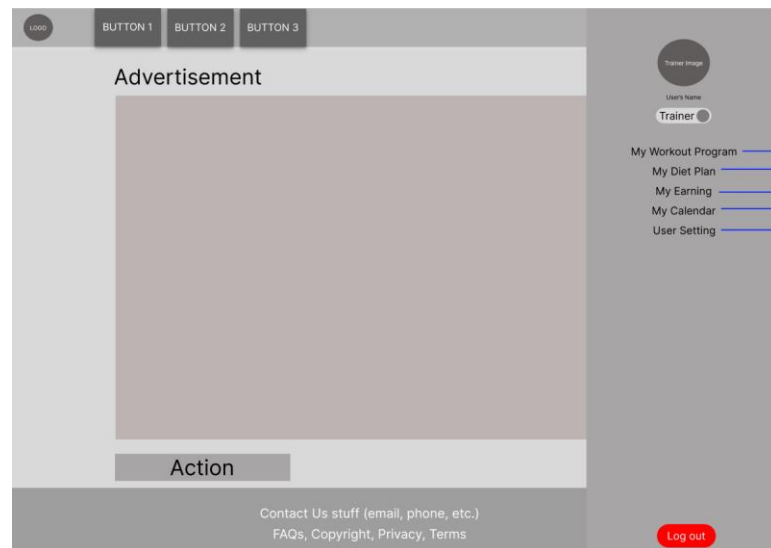 LOGO
BUTTON 1
BUTTON 2
BUTTON 3
Advertisement
Action
Contact Us stuff (email, phone, etc.)
FAQs, Copyright, Privacy, Terms
Trainer Image
User's Name
Trainer
My Workout Program
My Diet Plan
My Earning
My Calendar
User Setting
Log out